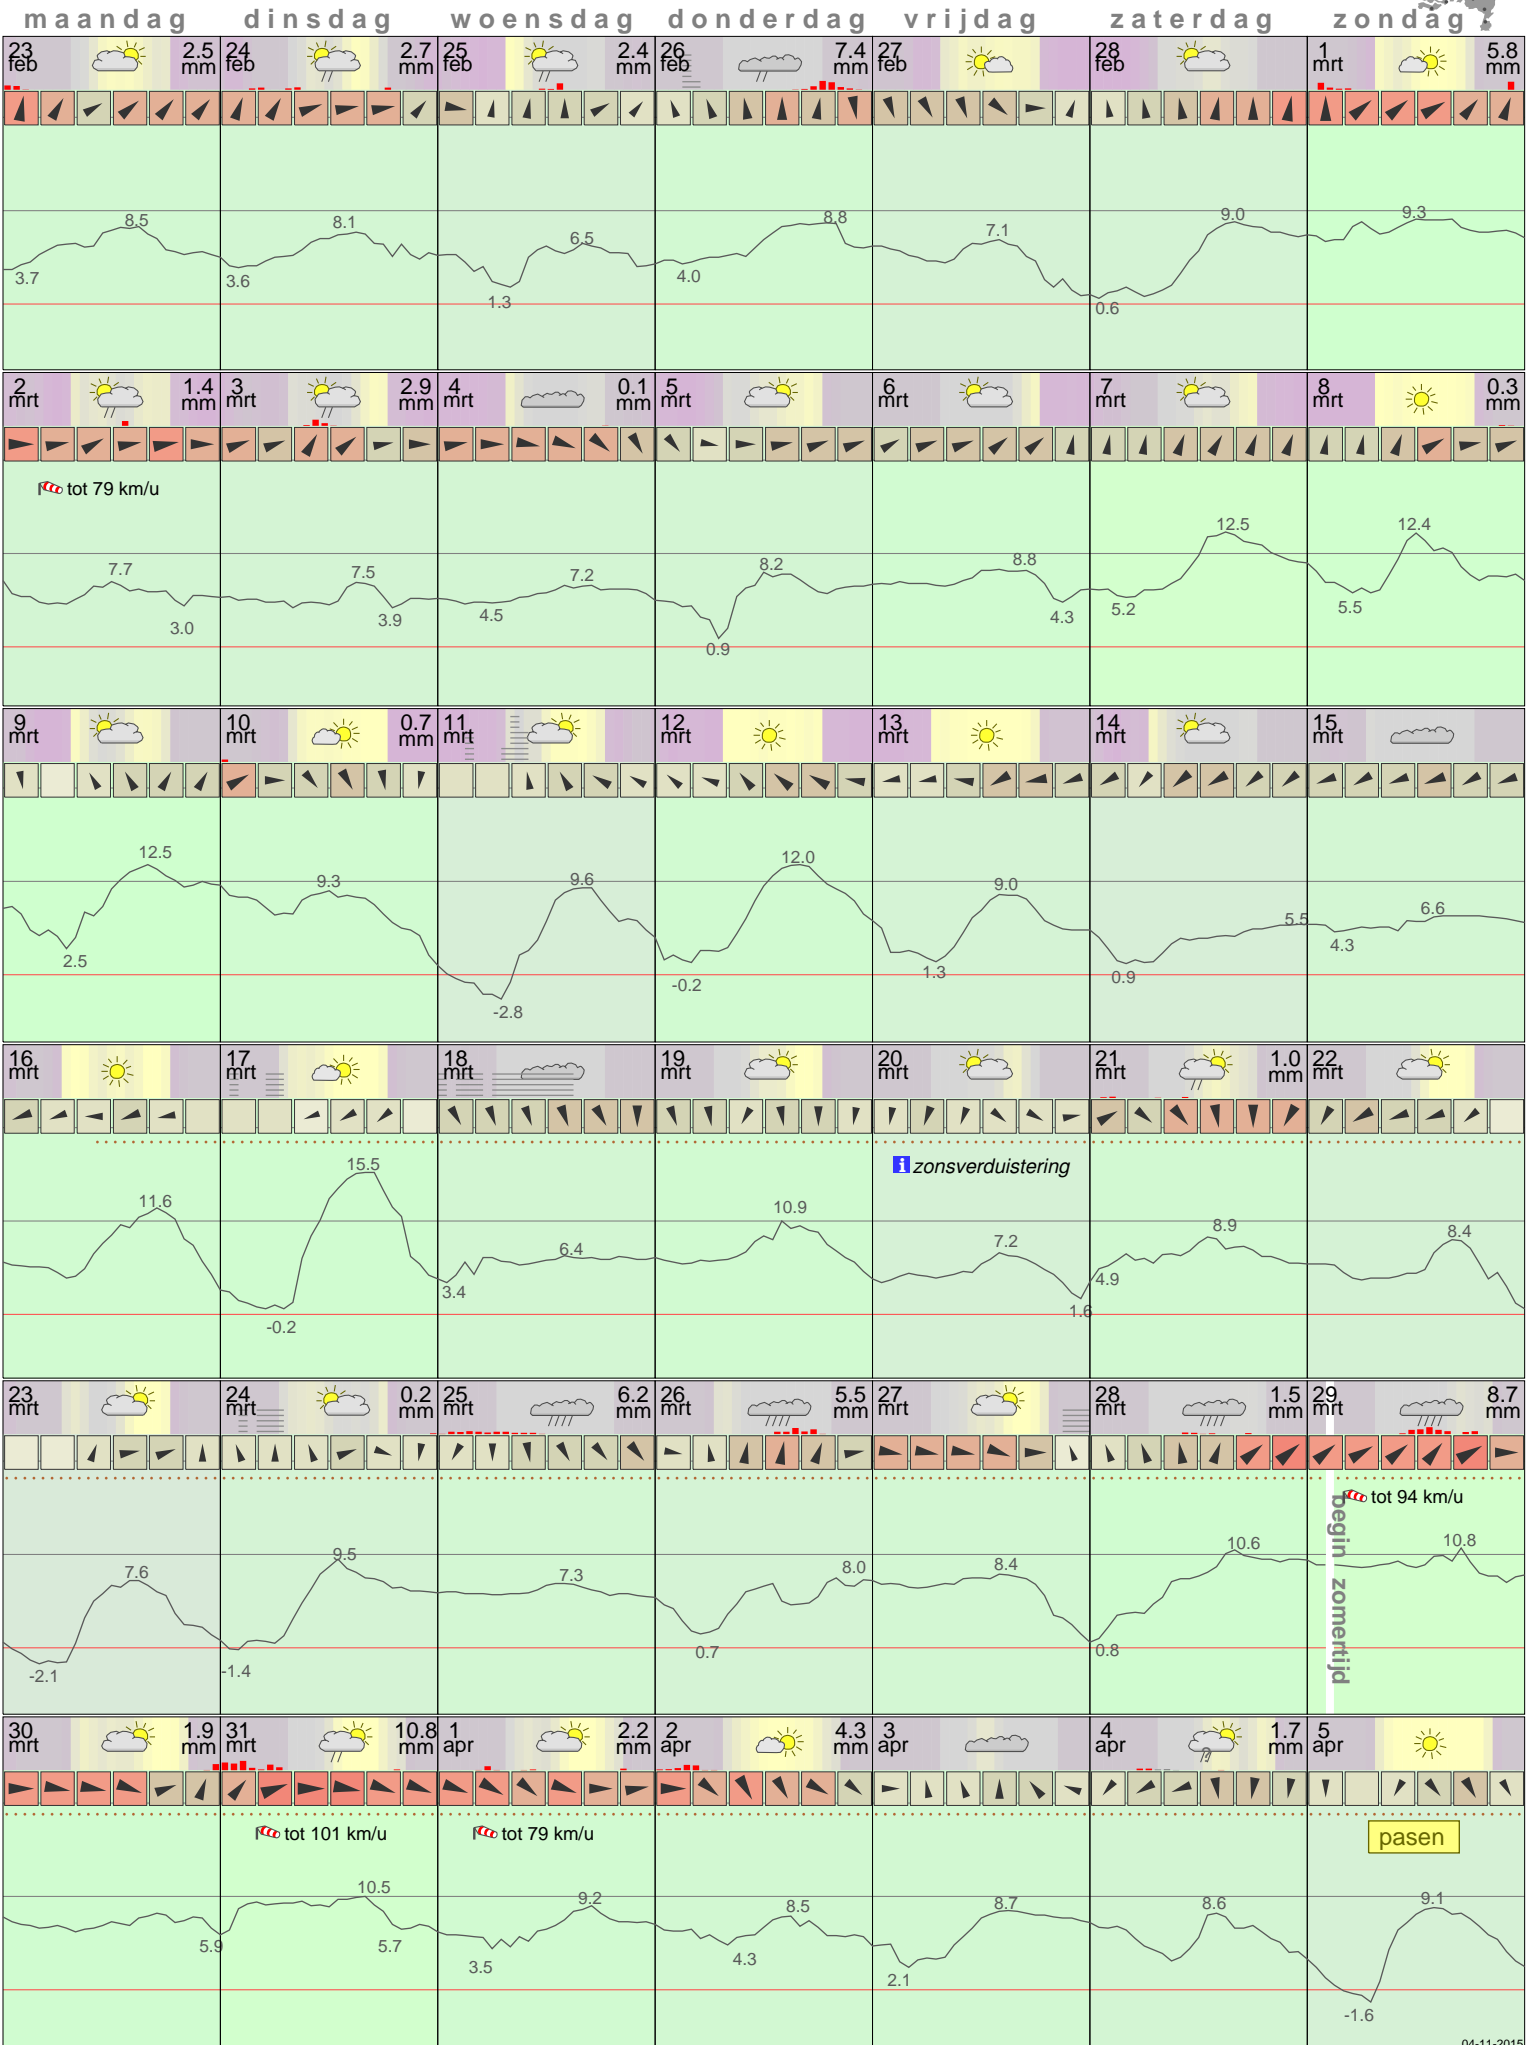 maandag dinsdag woensdag donderdag vrijdag zaterdag zondag
23 2.5 24 2.7 25 2.4 26 7.4 27 28 1 5.8
feb mm feb mm feb mm feb mm feb feb mrt mm
8.5 8.1 6.5 8.8 7.1 9.0 9.3
3.7 3.6 1.3 4.0 0.6
2 1.4 3 2.9 4 0.1 5 6 7 8 0.3
mrt mm mrt mm mrt mm mrt mrt mrt mrt mm
tot 79 km/u
7.7 7.5 7.2 8.2 8.8 12.5 12.4
3.0 3.9 4.5 0.9 4.3 5.2 5.5
9 10 0.7 11 12 13 14 15
mrt mrt mm mrt mrt mrt mrt mrt
12.5 9.3 9.6 12.0 9.0 5.5 6.6
2.5 -2.8 -0.2 1.3 0.9 4.3
16 17 18 19 20 21 1.0 22
mrt mrt mrt mrt mrt mrt mm mrt
i zonsverduistering
11.6 15.5 6.4 10.9 7.2 8.9 8.4
-0.2 3.4 1.6 4.9
23 24 0.2 25 6.2 26 5.5 27 28 1.5 29 8.7
mrt mrt mm mrt mm mrt mm mrt mrt mm mrt mm
tot 94 km/u
begin zomertijd
7.6 9.5 7.3 8.0 8.4 10.6 10.8
-2.1 -1.4 0.7 0.8
30 1.9 31 10.8 1 2.2 2 4.3 3 4 1.7 5
mrt mm mrt mm apr mm apr mm apr apr mm apr
tot 101 km/u tot 79 km/u pasen
10.5 9.2 8.5 8.7 8.6 9.1
5.9 5.7 3.5 4.3 2.1 -1.6
04-11-2015